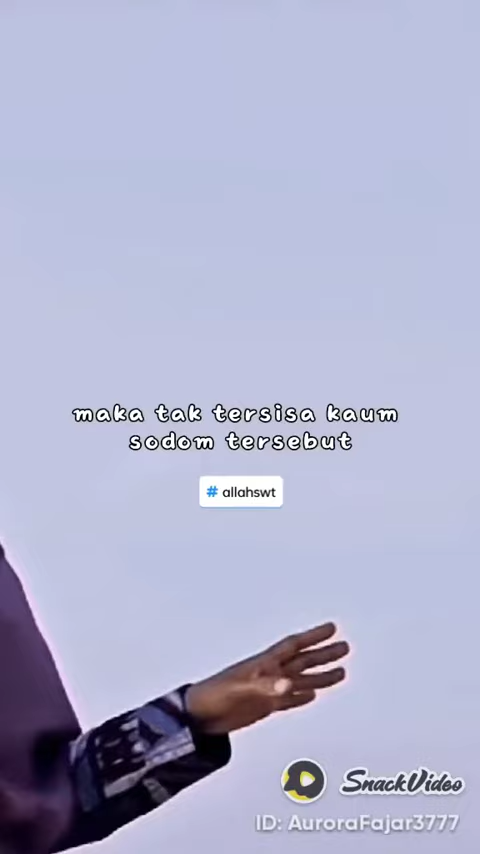 maka tak tersisa kaum
sodom tersebut
# allahswt
SnackVideo
ID: AuroraFajar3777